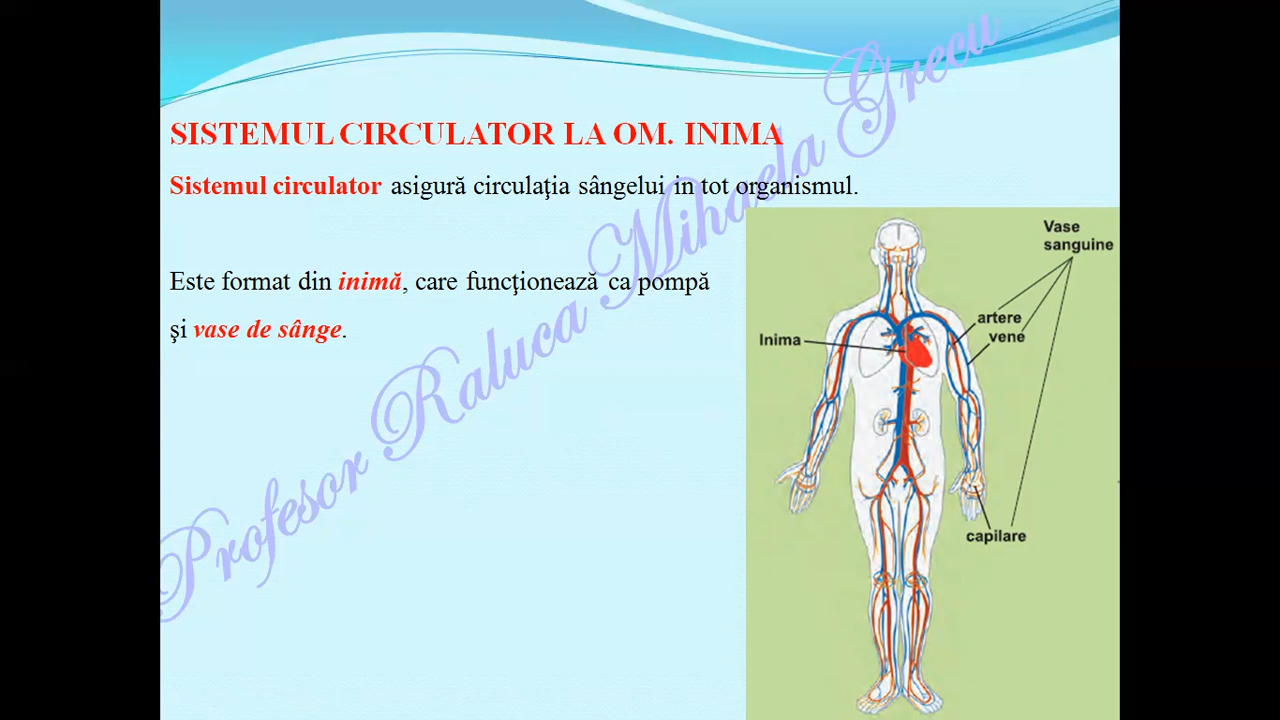 SISTEMUL CIRCULATOR LA OM. INIMA
Sistemul circulator asigură circulaţia sângelui in tot organismul.
Este format din inimă, care funcţionează ca pompă
şi vase de sânge.
Profesor Raluca Mihaela Grecu
Vase
sanguine
artere
vene
Inima
capilare